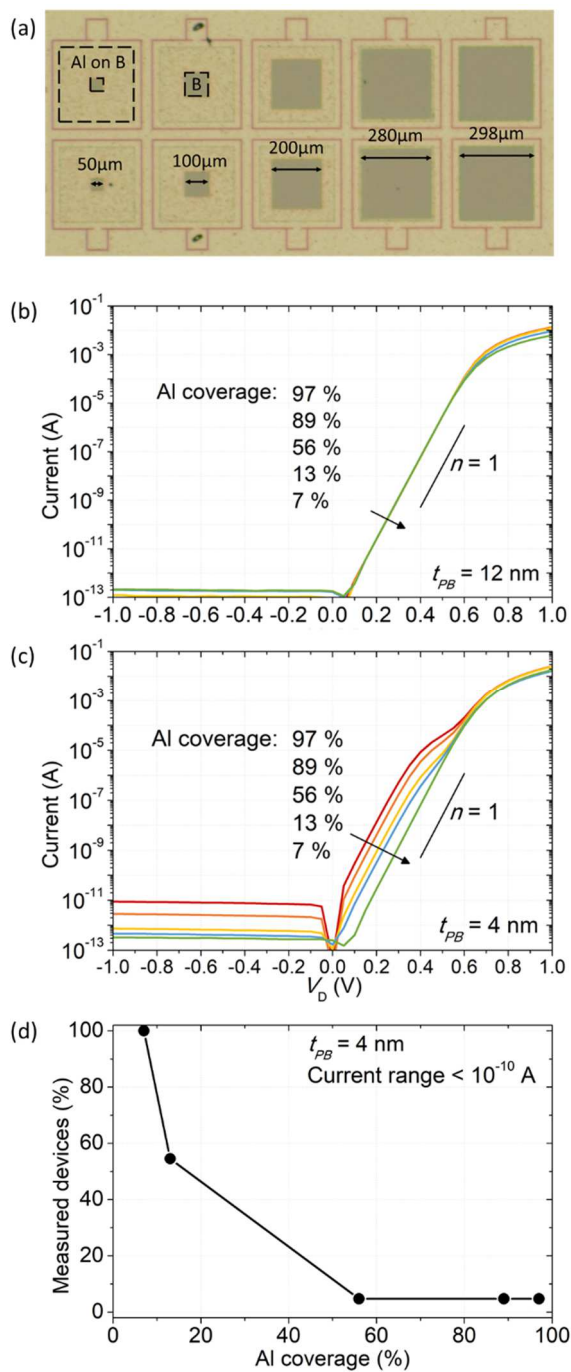 (a)
Al on B
B
50μm
100μm
200μm
280μm
298μm
(b)
10-1
10-3
10-5
10-7
10-9
10-11
10-13
Current (A)
Al coverage: 97 %
89 %
56 %
13 %
7 %
n = 1
tPB = 12 nm
-1.0 -0.8 -0.6 -0.4 -0.2 0.0 0.2 0.4 0.6 0.8 1.0
(c)
10-1
10-3
10-5
10-7
10-9
10-11
10-13
Current (A)
Al coverage: 97 %
89 %
56 %
13 %
7 %
n = 1
tPB = 4 nm
-1.0 -0.8 -0.6 -0.4 -0.2 0.0 0.2 0.4 0.6 0.8 1.0
VD (V)
(d)
100
80
60
40
20
0
Measured devices (%)
tPB = 4 nm
Current range < 10-10 A
0 20 40 60 80 100
Al coverage (%)